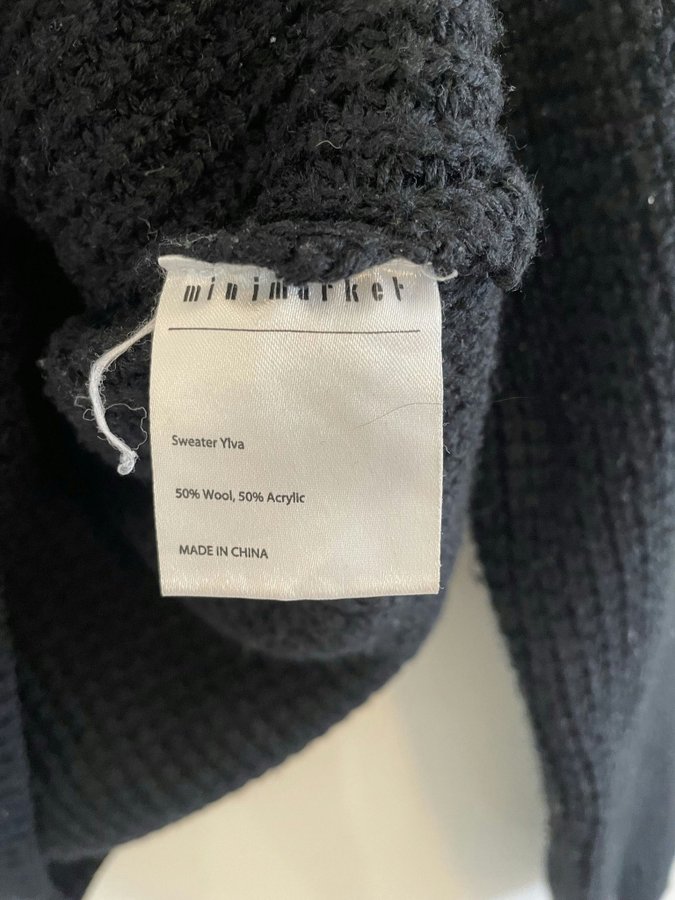 minimarket
Sweater Ylva
50% Wool, 50% Acrylic
MADE IN CHINA